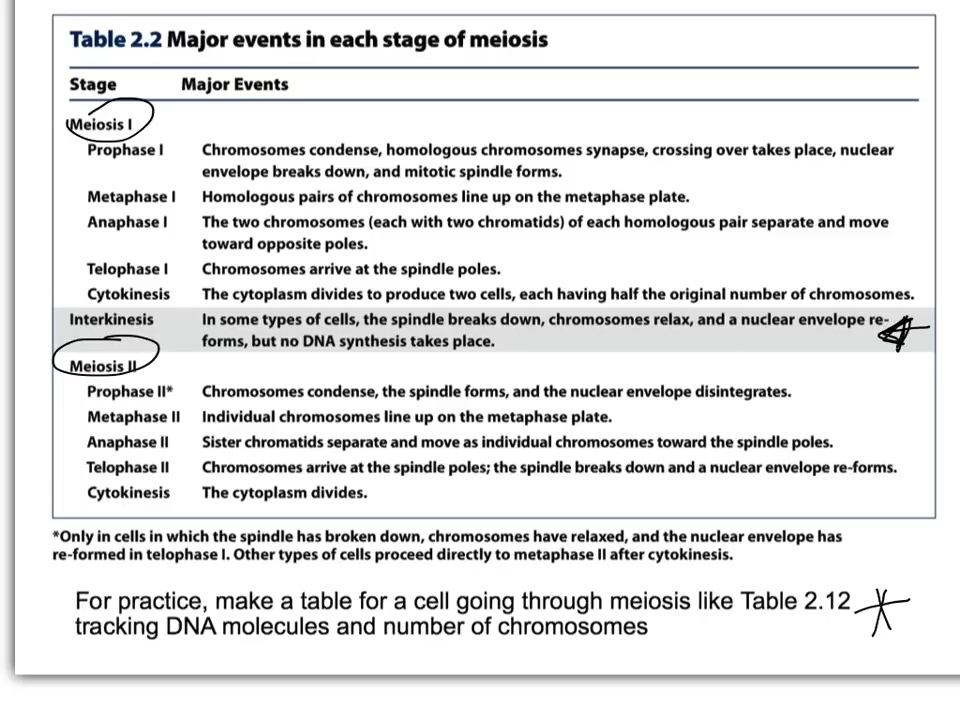 Table 2.2 Major events in each stage of meiosis
Stage Major Events
Meiosis I
Prophase I Chromosomes condense, homologous chromosomes synapse, crossing over takes place, nuclear
envelope breaks down, and mitotic spindle forms.
Metaphase I Homologous pairs of chromosomes line up on the metaphase plate.
Anaphase I The two chromosomes (each with two chromatids) of each homologous pair separate and move
toward opposite poles.
Telophase I Chromosomes arrive at the spindle poles.
Cytokinesis The cytoplasm divides to produce two cells, each having half the original number of chromosomes.
Interkinesis In some types of cells, the spindle breaks down, chromosomes relax, and a nuclear envelope re-
forms, but no DNA synthesis takes place.
Meiosis II
Prophase II* Chromosomes condense, the spindle forms, and the nuclear envelope disintegrates.
Metaphase II Individual chromosomes line up on the metaphase plate.
Anaphase II Sister chromatids separate and move as individual chromosomes toward the spindle poles.
Telophase II Chromosomes arrive at the spindle poles; the spindle breaks down and a nuclear envelope re-forms.
Cytokinesis The cytoplasm divides.
*Only in cells in which the spindle has broken down, chromosomes have relaxed, and the nuclear envelope has
re-formed in telophase I. Other types of cells proceed directly to metaphase II after cytokinesis.
For practice, make a table for a cell going through meiosis like Table 2.12
tracking DNA molecules and number of chromosomes